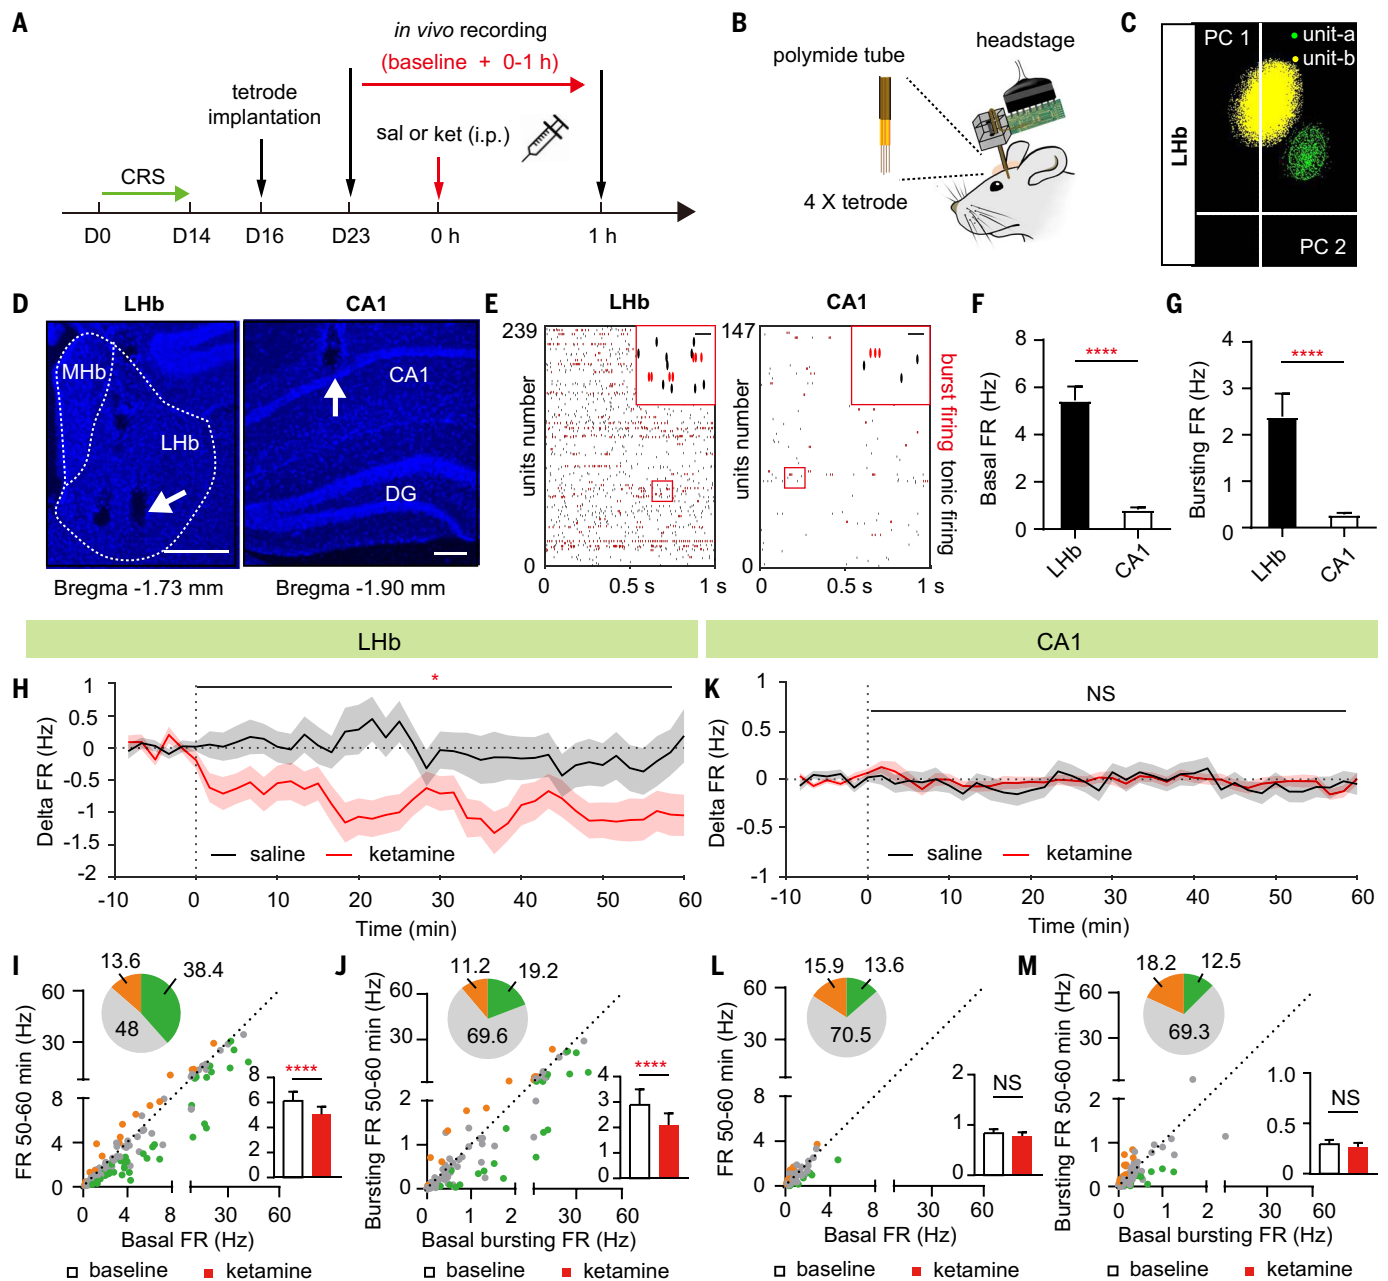 A
in vivo recording
(baseline + 0-1 h)
tetrode
implantation
sal or ket (i.p.)
CRS
D0
D14
D16
D23
0 h
1 h
B
polymide tube
headstage
4 X tetrode
C
LHb
PC 1
unit-a
unit-b
PC 2
D
LHb
CA1
MHb
LHb
CA1
DG
Bregma -1.73 mm
Bregma -1.90 mm
E
LHb
CA1
239
units number
0
0
0.5 s
1 s
147
units number
0
0
0.5 s
1 s
burst firing tonic firing
F
Basal FR (Hz)
8
6
4
2
0
****
LHb
CA1
G
Bursting FR (Hz)
4
3
2
1
0
****
LHb
CA1
LHb
CA1
H
Delta FR (Hz)
1
0.5
0
-0.5
-1
-1.5
-2
*
saline
ketamine
-10
0
10
20
30
40
50
60
Time (min)
K
Delta FR (Hz)
1
0.5
0
-0.5
-1
NS
saline
ketamine
-10
0
10
20
30
40
50
60
Time (min)
I
13.6
38.4
48
FR 50-60 min (Hz)
60
30
8
4
0
0
4
8
30
60
Basal FR (Hz)
8
6
4
2
0
****
baseline
ketamine
J
11.2
19.2
69.6
Bursting FR 50-60 min (Hz)
60
30
2
1
0
0
1
2
30
60
Basal bursting FR (Hz)
4
3
2
1
0
****
baseline
ketamine
L
15.9
13.6
70.5
FR 50-60 min (Hz)
60
30
8
4
0
0
4
8
30
60
Basal FR (Hz)
2
1
0
NS
baseline
ketamine
M
18.2
12.5
69.3
Bursting FR 50-60 min (Hz)
60
30
2
1
0
0
1
2
30
60
Basal bursting FR (Hz)
1.0
0.5
0
NS
baseline
ketamine